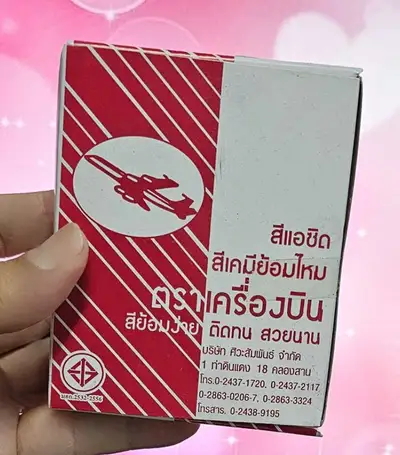 สีแอซิด
สีเคมีย้อมไหม
ตราเครื่องบิน
สีย้อมง่าย ติดทน สวยนาน
บริษัท ศิวะสัมพันธ์ จำกัด
1 ท่าดินแดง 18 คลองสาน
โทร.0-2437-1720, 0-2437-2117
0-2863-0206-7, 0-2863-3324
โทรสาร. 0-2438-9195
มอก.2532-2556